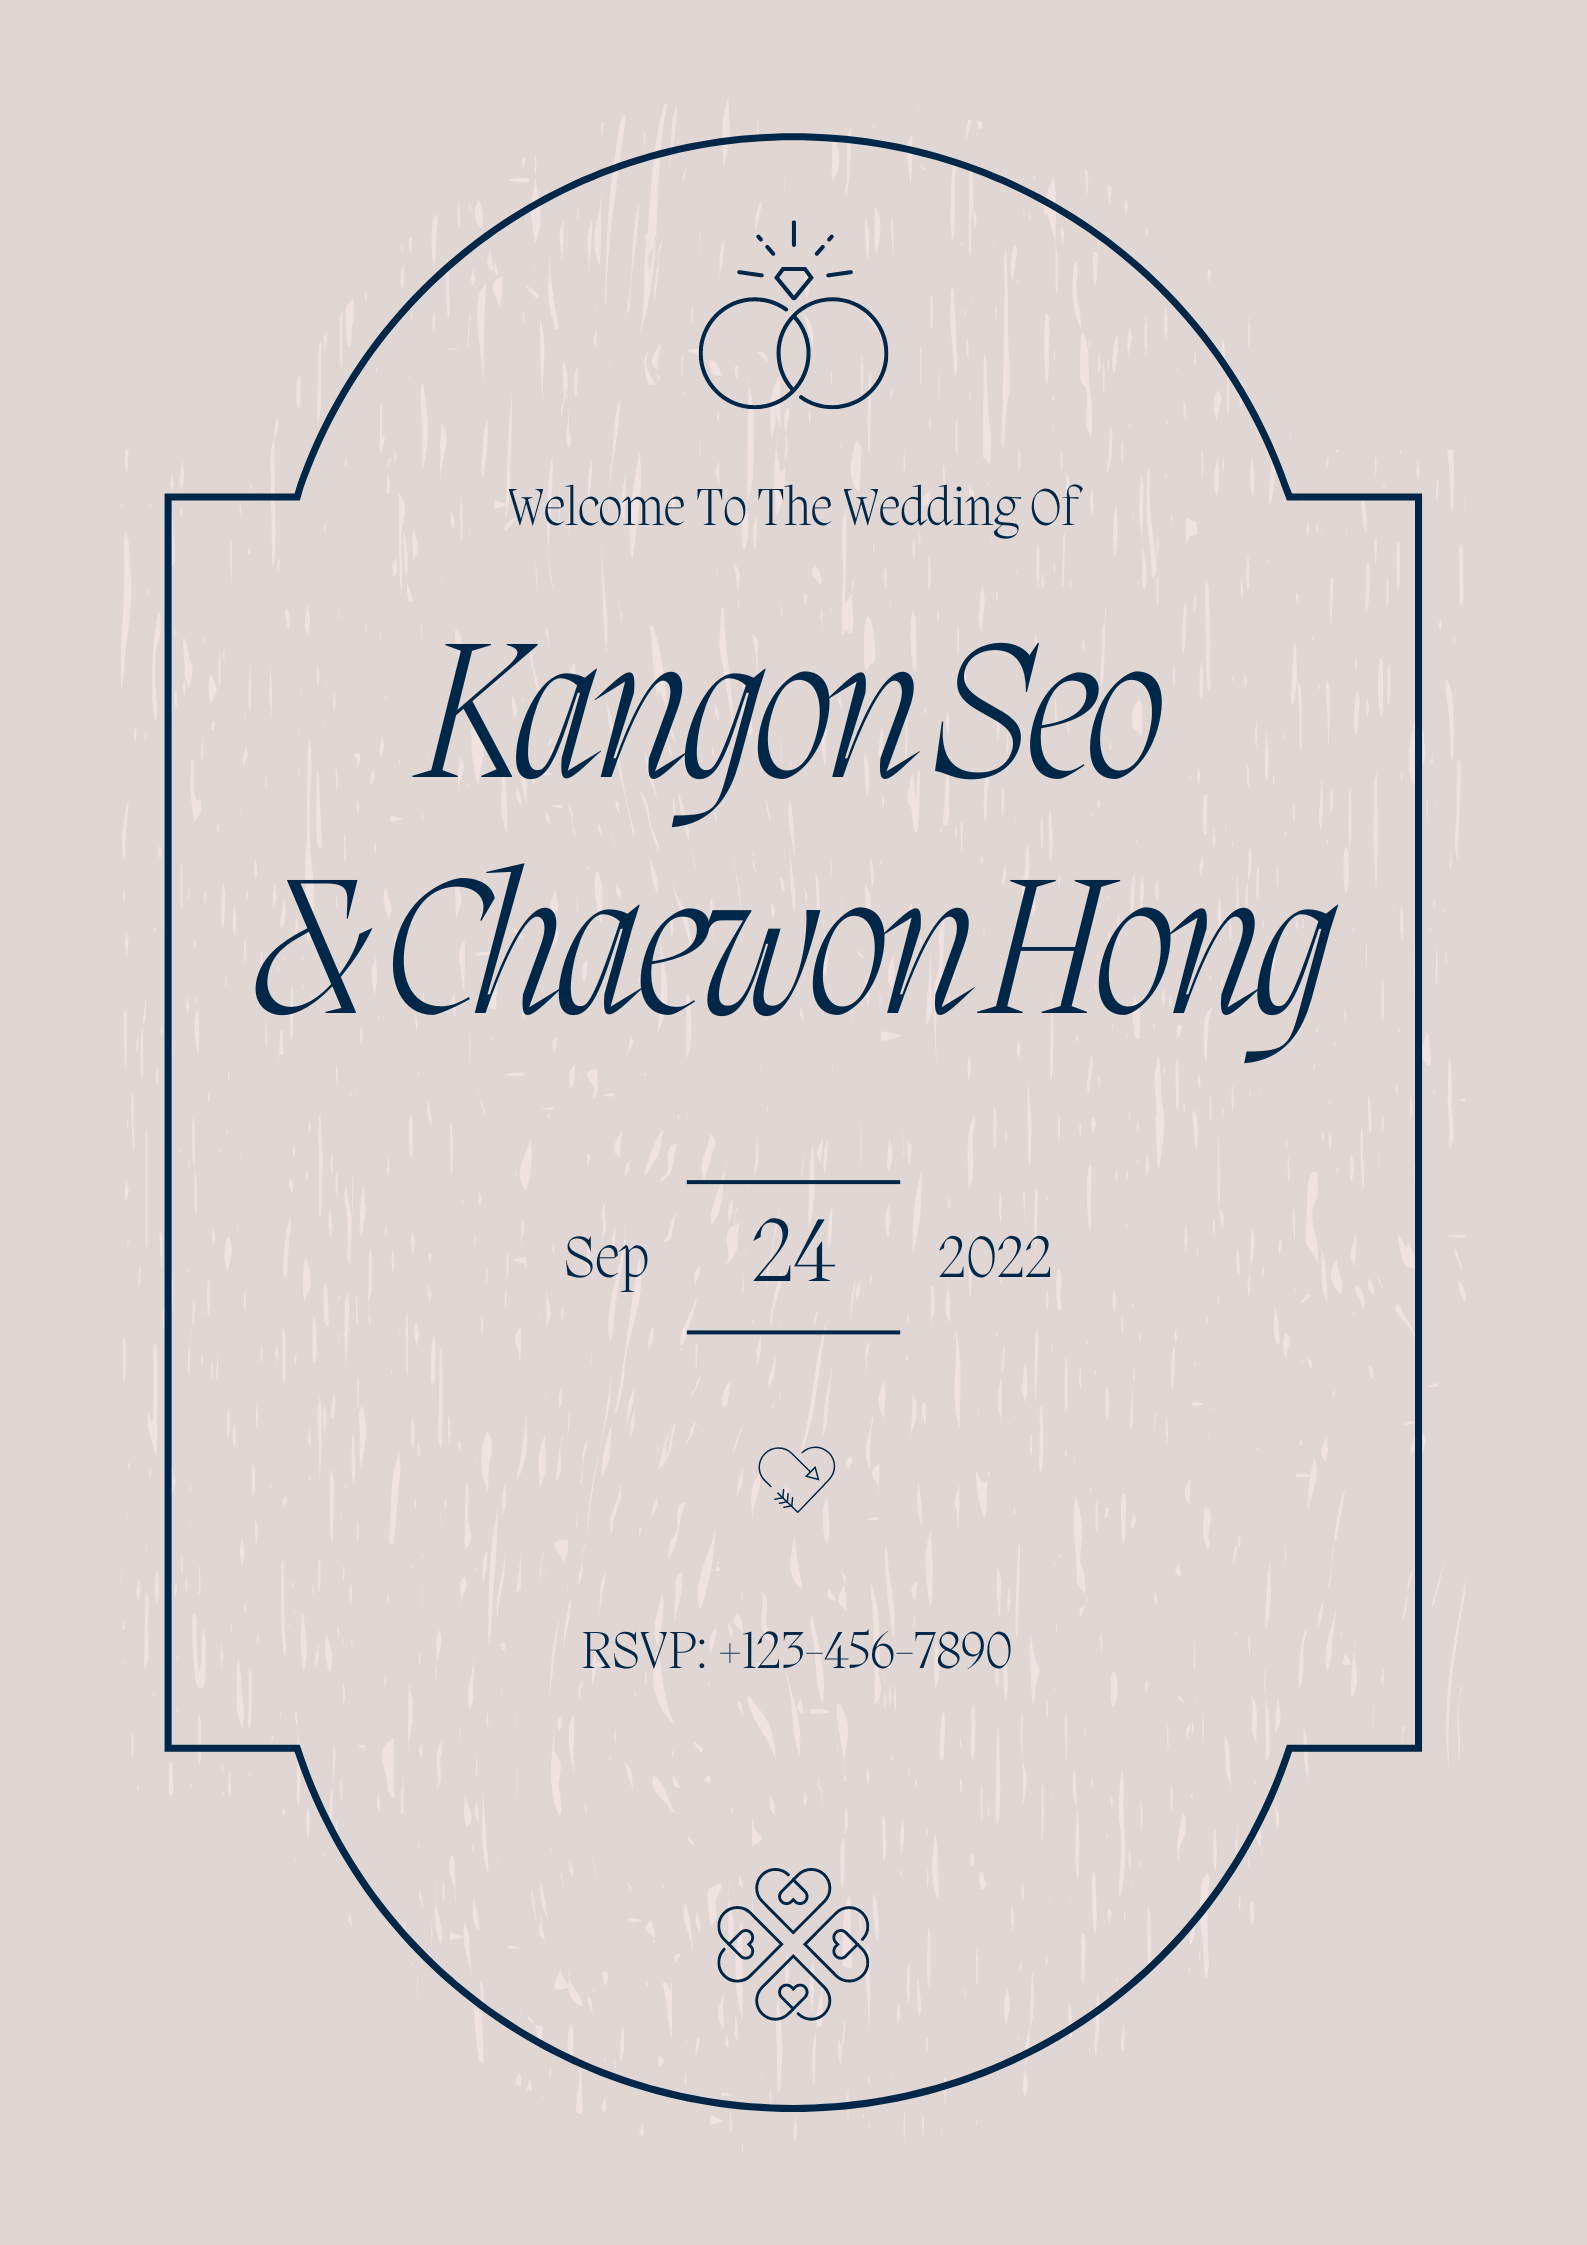 Welcome To The Wedding Of
Kangon Seo
& Chaewon Hong
Sep 24 2022
RSVP: +123-456-7890